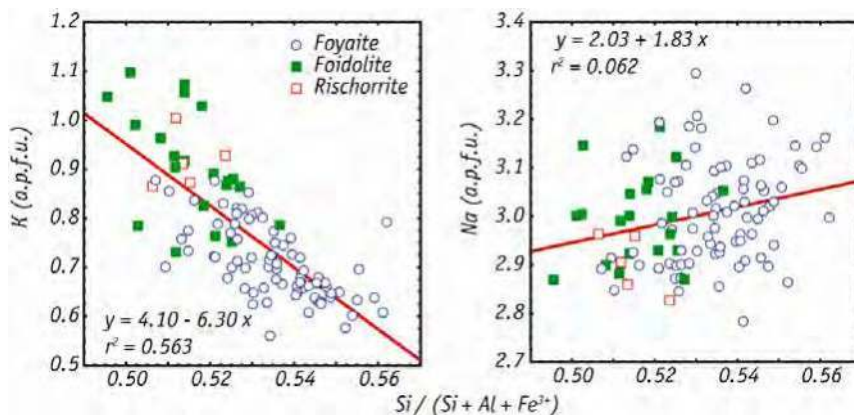 1.2
1.1
1.0
0.9
0.8
0.7
0.6
0.5
K (a.p.f.u.)
Foyaite
Foidolite
Rischorrite
y = 4.10 - 6.30 x
r² = 0.563
0.50 0.52 0.54 0.56
3.4
3.3
3.2
3.1
3.0
2.9
2.8
2.7
Na (a.p.f.u.)
y = 2.03 + 1.83 x
r² = 0.062
0.50 0.52 0.54 0.56
Si / (Si + Al + Fe³⁺)